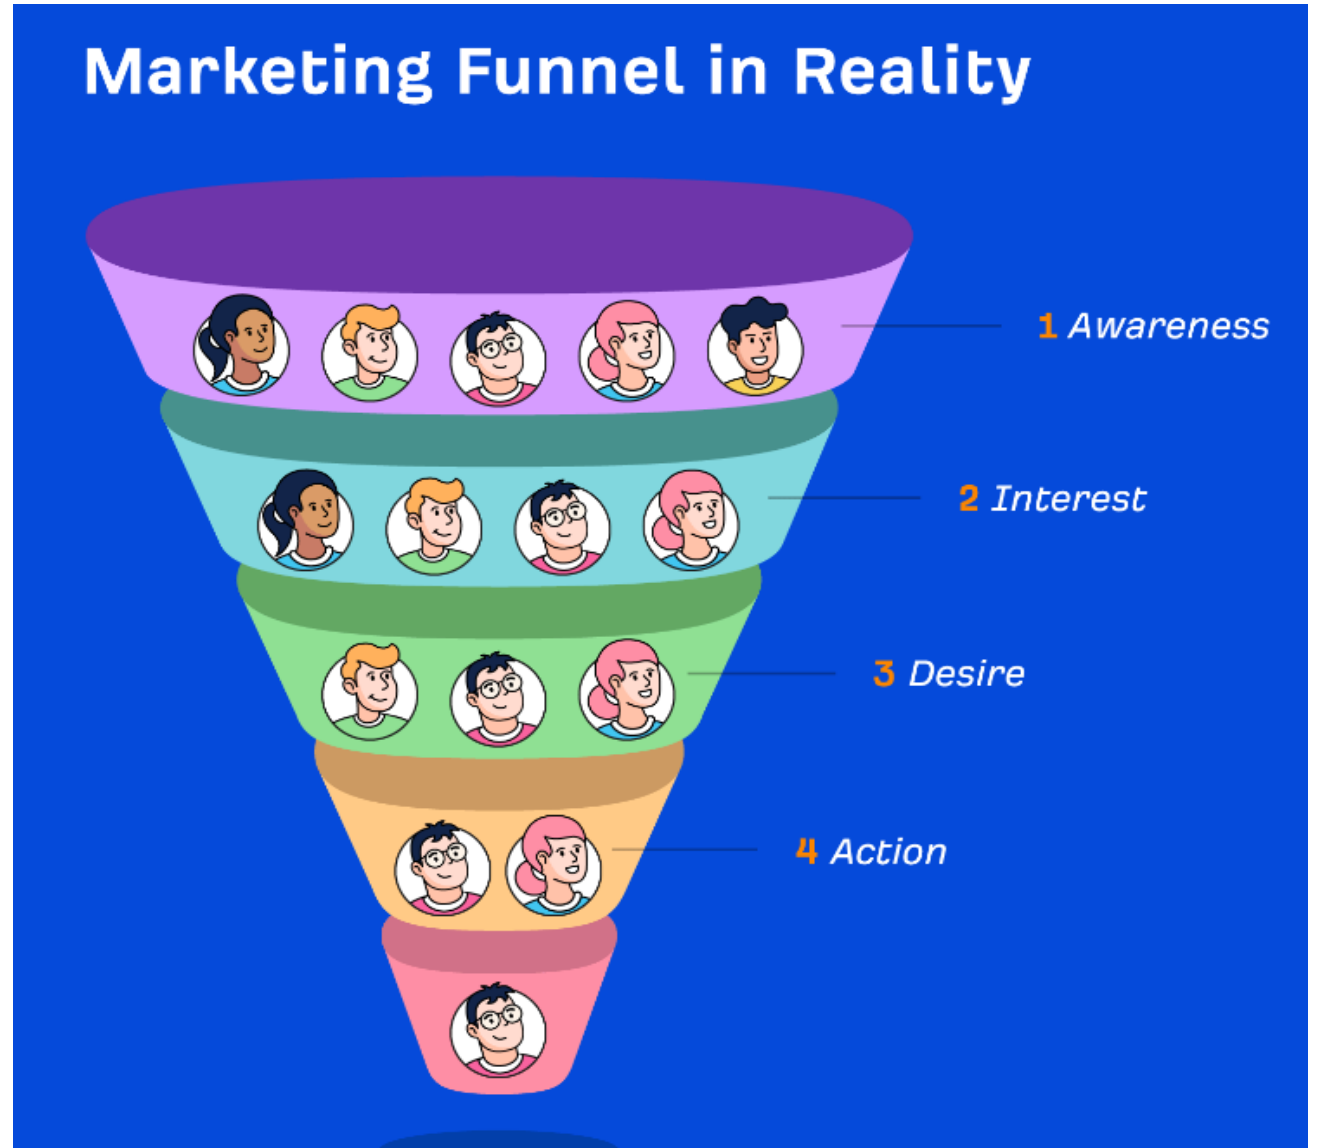 Marketing Funnel in Reality
1 Awareness
2 Interest
3 Desire
4 Action